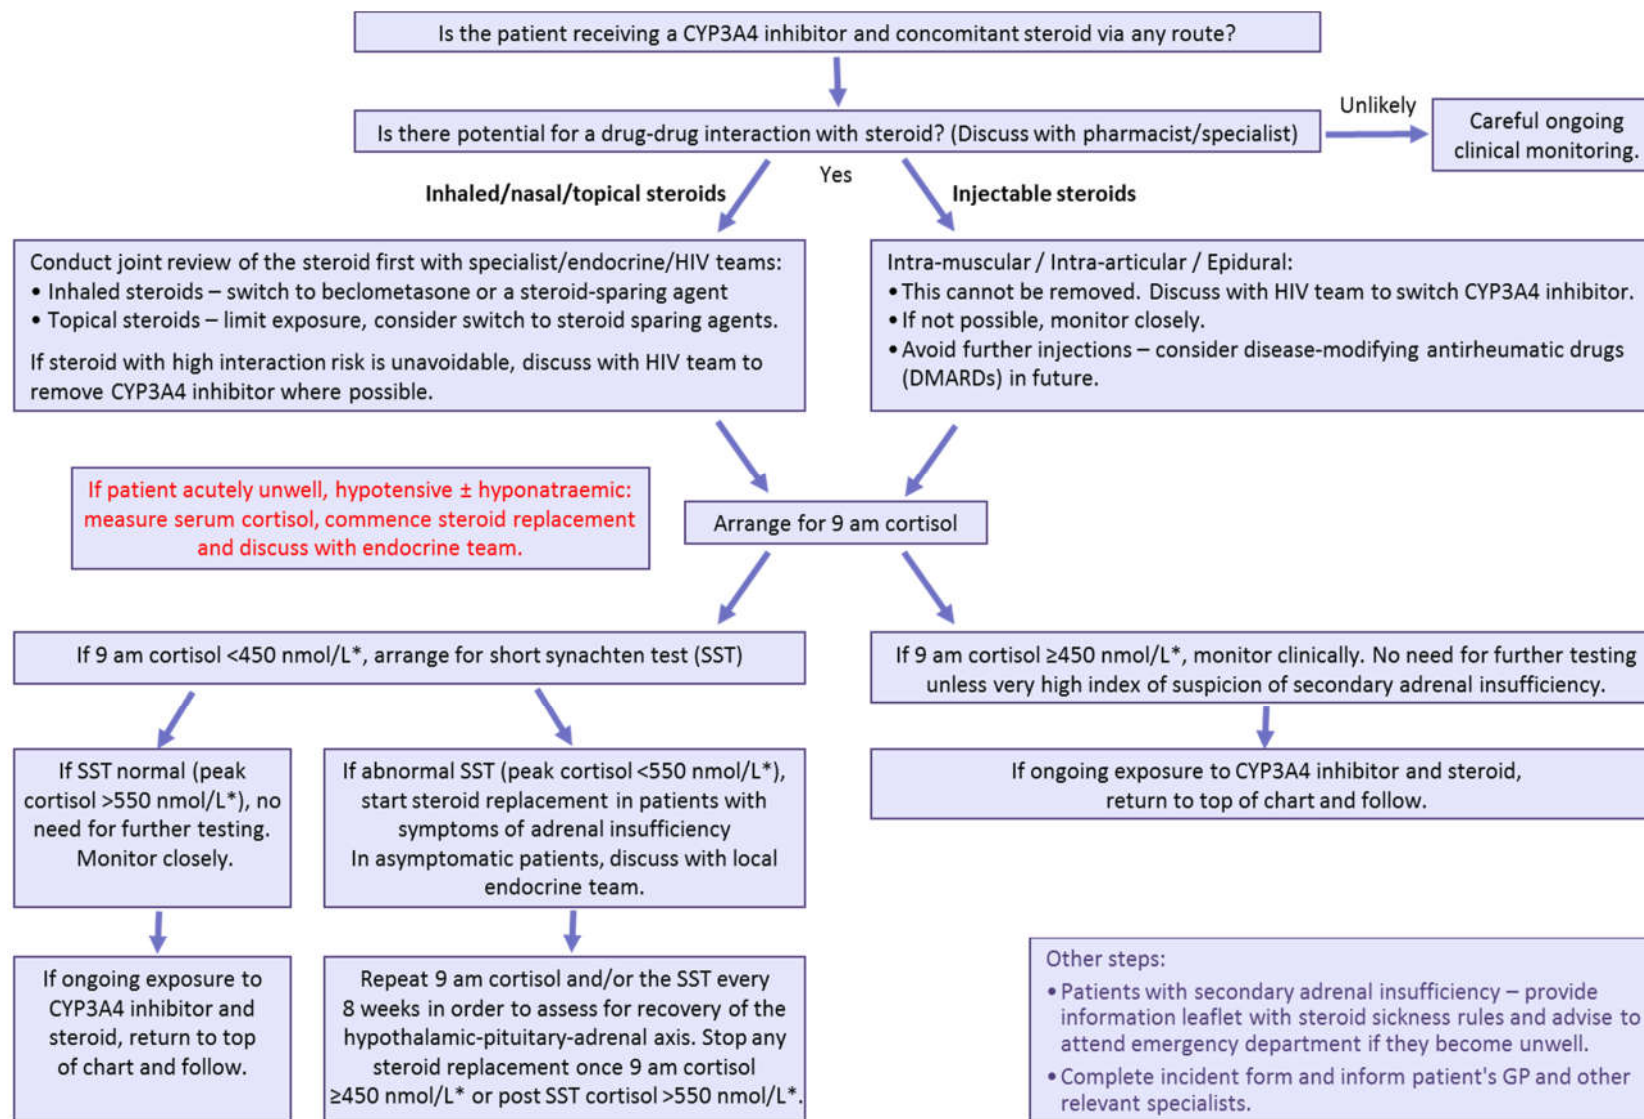 Is the patient receiving a CYP3A4 inhibitor and concomitant steroid via any route?
Is there potential for a drug-drug interaction with steroid? (Discuss with pharmacist/specialist)
Unlikely
Careful ongoing
clinical monitoring.
Yes
Inhaled/nasal/topical steroids
Injectable steroids
Conduct joint review of the steroid first with specialist/endocrine/HIV teams:
• Inhaled steroids – switch to beclometasone or a steroid-sparing agent
• Topical steroids – limit exposure, consider switch to steroid sparing agents.
If steroid with high interaction risk is unavoidable, discuss with HIV team to
remove CYP3A4 inhibitor where possible.
Intra-muscular / Intra-articular / Epidural:
• This cannot be removed. Discuss with HIV team to switch CYP3A4 inhibitor.
• If not possible, monitor closely.
• Avoid further injections – consider disease-modifying antirheumatic drugs
(DMARDs) in future.
If patient acutely unwell, hypotensive ± hyponatraemic:
measure serum cortisol, commence steroid replacement
and discuss with endocrine team.
Arrange for 9 am cortisol
If 9 am cortisol <450 nmol/L*, arrange for short synachten test (SST)
If 9 am cortisol ≥450 nmol/L*, monitor clinically. No need for further testing
unless very high index of suspicion of secondary adrenal insufficiency.
If SST normal (peak
cortisol >550 nmol/L*), no
need for further testing.
Monitor closely.
If abnormal SST (peak cortisol <550 nmol/L*),
start steroid replacement in patients with
symptoms of adrenal insufficiency
In asymptomatic patients, discuss with local
endocrine team.
If ongoing exposure to CYP3A4 inhibitor and steroid,
return to top of chart and follow.
If ongoing exposure to
CYP3A4 inhibitor and
steroid, return to top
of chart and follow.
Repeat 9 am cortisol and/or the SST every
8 weeks in order to assess for recovery of the
hypothalamic-pituitary-adrenal axis. Stop any
steroid replacement once 9 am cortisol
≥450 nmol/L* or post SST cortisol >550 nmol/L*.
Other steps:
• Patients with secondary adrenal insufficiency – provide
information leaflet with steroid sickness rules and advise to
attend emergency department if they become unwell.
• Complete incident form and inform patient's GP and other
relevant specialists.